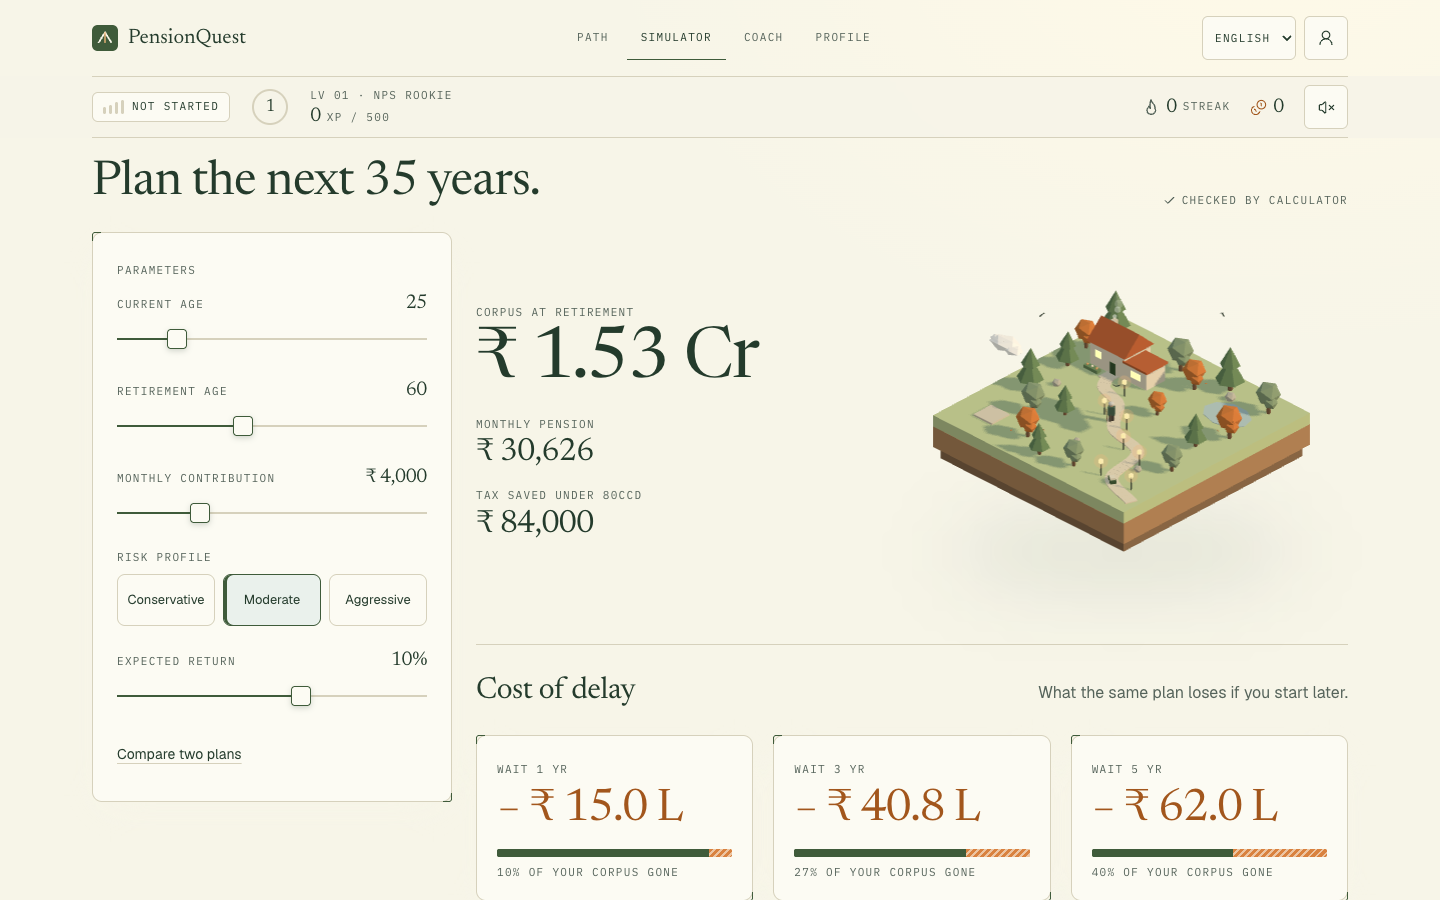 PensionQuest
PATH SIMULATOR COACH PROFILE
ENGLISH
NOT STARTED
1
LV 01 · NPS ROOKIE
0 XP / 500
0 STREAK
0
Plan the next 35 years.
CHECKED BY CALCULATOR
PARAMETERS
CURRENT AGE 25
RETIREMENT AGE 60
MONTHLY CONTRIBUTION ₹ 4,000
RISK PROFILE
Conservative Moderate Aggressive
EXPECTED RETURN 10%
Compare two plans
CORPUS AT RETIREMENT
₹ 1.53 Cr
MONTHLY PENSION
₹ 30,626
TAX SAVED UNDER 80CCD
₹ 84,000
Cost of delay
What the same plan loses if you start later.
WAIT 1 YR
– ₹ 15.0 L
10% OF YOUR CORPUS GONE
WAIT 3 YR
– ₹ 40.8 L
27% OF YOUR CORPUS GONE
WAIT 5 YR
– ₹ 62.0 L
40% OF YOUR CORPUS GONE